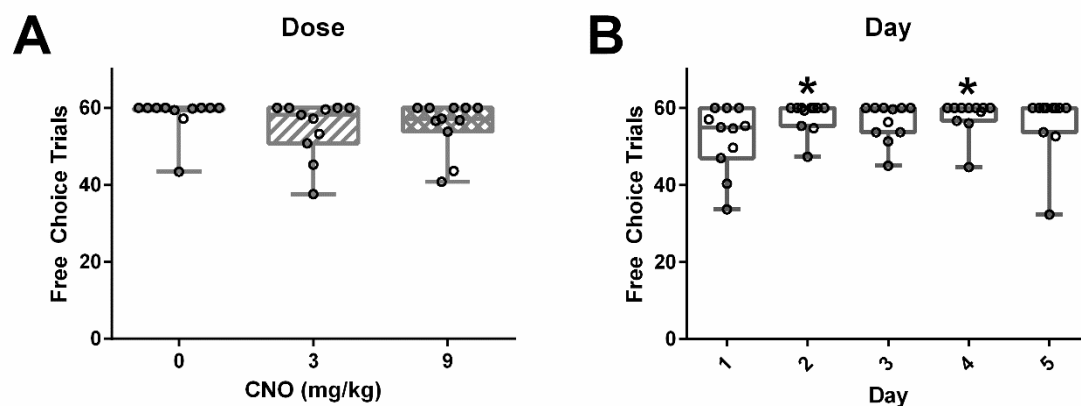 A
Dose
Free Choice Trials
60
40
20
0
0 3 9
CNO (mg/kg)
B
Day
* *
Free Choice Trials
60
40
20
0
1 2 3 4 5
Day